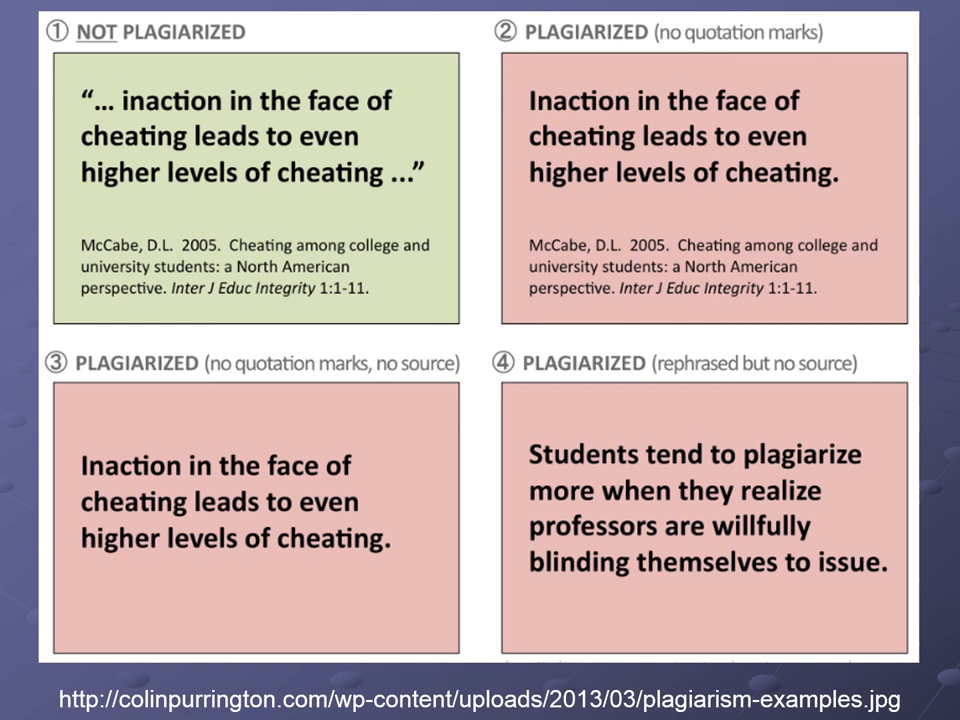 ① NOT PLAGIARIZED
“... inaction in the face of
cheating leads to even
higher levels of cheating ...”
McCabe, D.L. 2005. Cheating among college and
university students: a North American
perspective. Inter J Educ Integrity 1:1-11.
② PLAGIARIZED (no quotation marks)
Inaction in the face of
cheating leads to even
higher levels of cheating.
McCabe, D.L. 2005. Cheating among college and
university students: a North American
perspective. Inter J Educ Integrity 1:1-11.
③ PLAGIARIZED (no quotation marks, no source)
Inaction in the face of
cheating leads to even
higher levels of cheating.
④ PLAGIARIZED (rephrased but no source)
Students tend to plagiarize
more when they realize
professors are willfully
blinding themselves to issue.
http://colinpurrington.com/wp-content/uploads/2013/03/plagiarism-examples.jpg